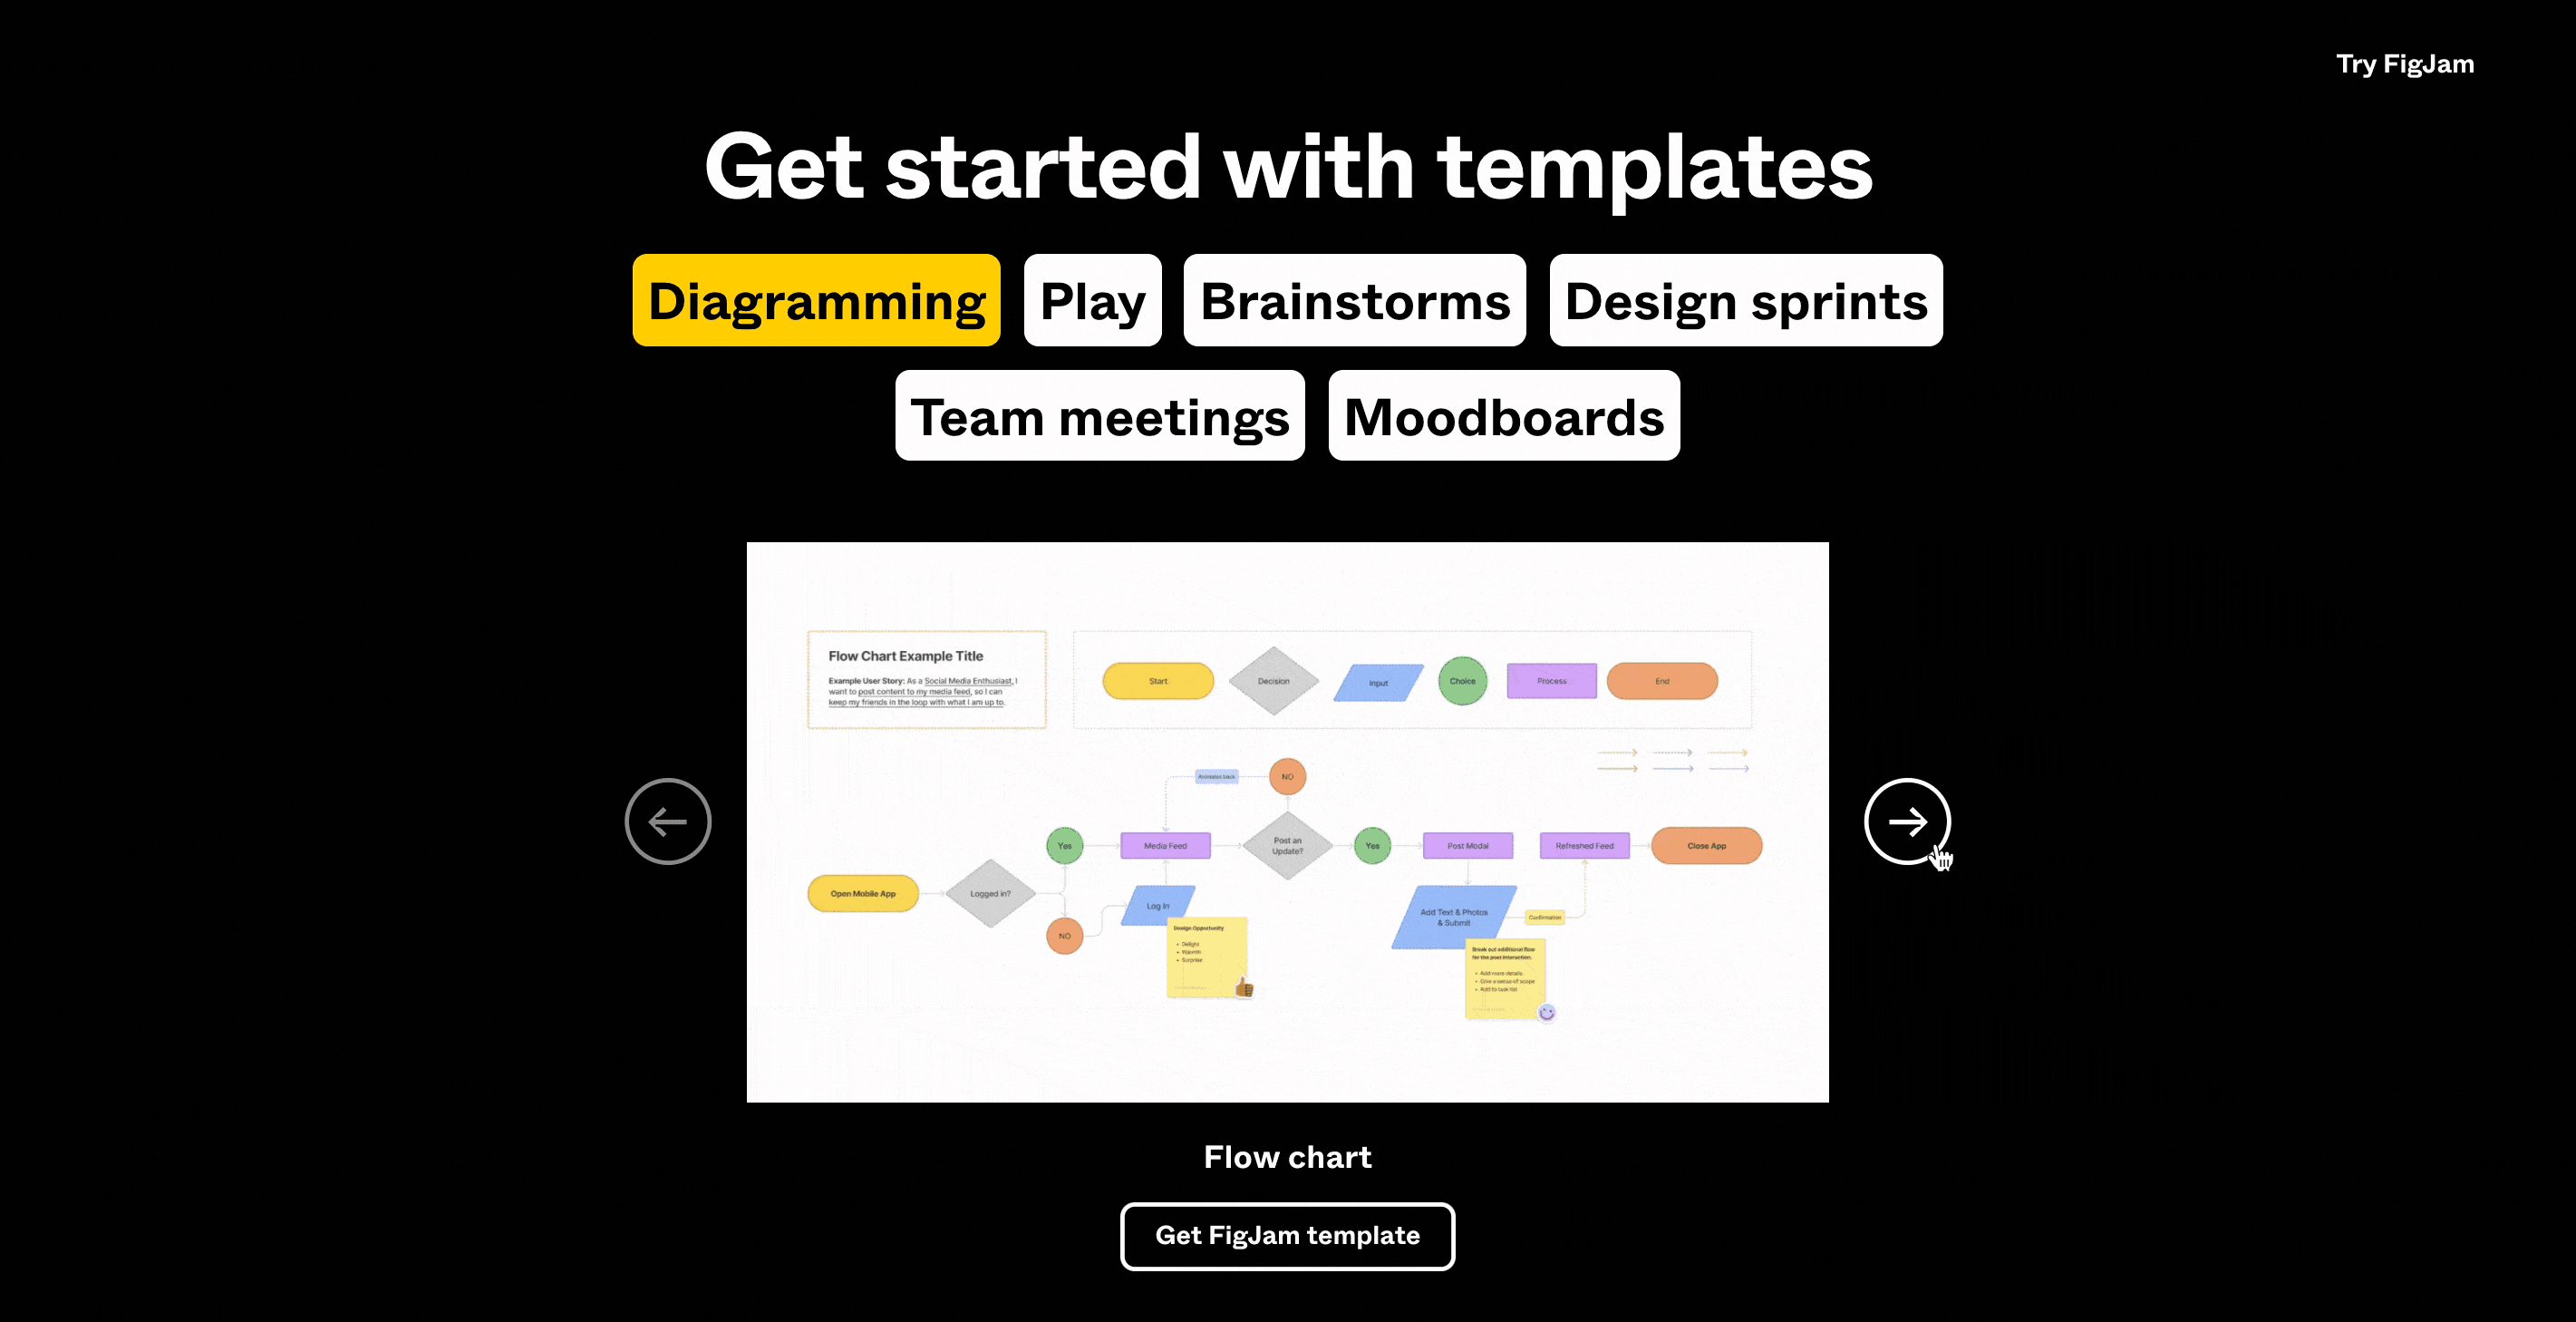 Try FigJam
Get started with templates
Diagramming
Play
Brainstorms
Design sprints
Team meetings
Moodboards
Flow Chart Example Title
Example User Story: As a Social Media Enthusiast, I
want to post content to my media feed, so I can
keep my friends in the loop with what I am up to.
Start
Decision
Input
Choice
Process
End
Animates back
NO
Yes
Media Feed
Post an
Update?
Yes
Post Modal
Refreshed Feed
Close App
Open Mobile App
Logged in?
Log In
NO
Add Text & Photos
& Submit
Confirmation
Design Opportunity
• Delight
• Warmth
• Surprise
Break out additional flow
for the post interaction.
• Add more details
• Give a sense of scope
• Add to task list
Flow chart
Get FigJam template